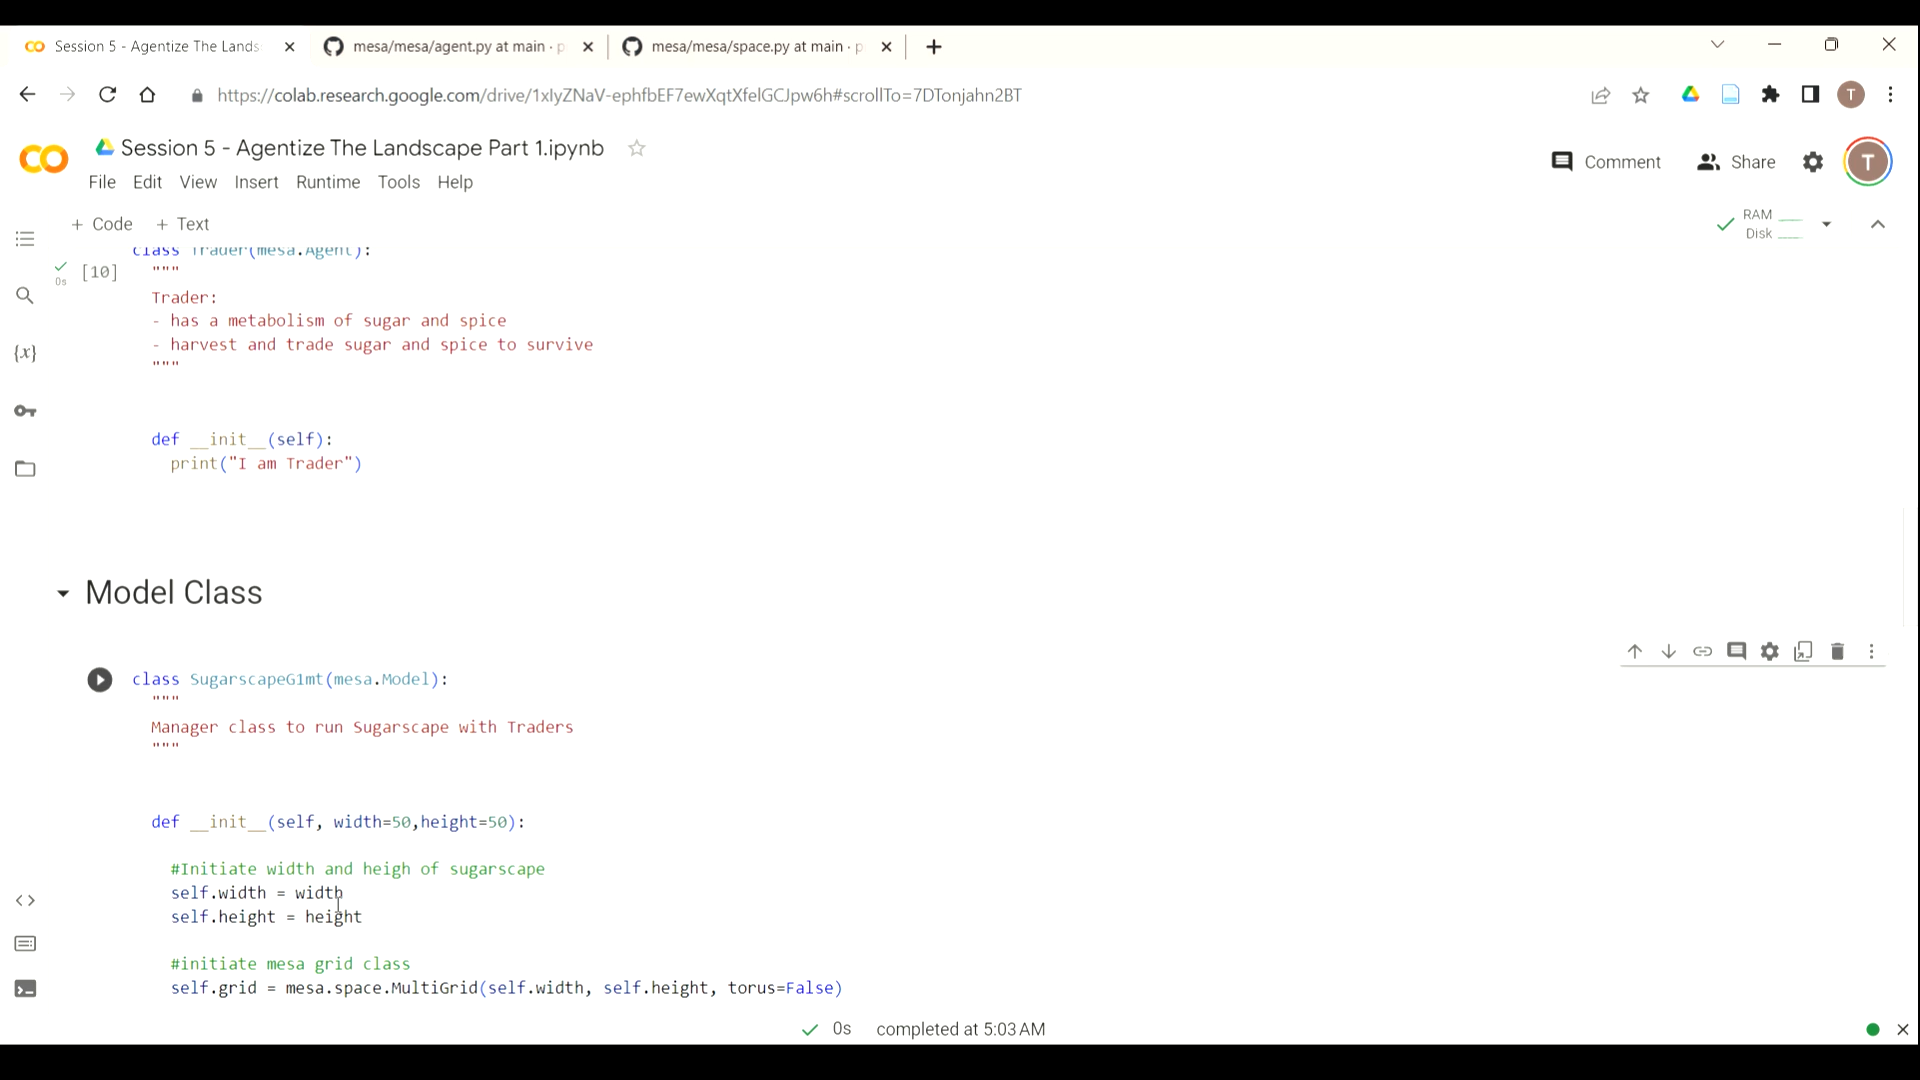 Session 5 - Agentize The Lands
mesa/mesa/agent.py at main · p
mesa/mesa/space.py at main · p
https://colab.research.google.com/drive/1xIyZNaV-ephfbEF7ewXqtXfelGCJpw6h#scrollTo=7DTonjahn2BT
T
Session 5 - Agentize The Landscape Part 1.ipynb
Comment
Share
T
File Edit View Insert Runtime Tools Help
+ Code + Text
RAM
Disk
class Trader(mesa.Agent):
0s
[10]
"""
Trader:
- has a metabolism of sugar and spice
- harvest and trade sugar and spice to survive
"""
{x}
def __init__(self):
print("I am Trader")
Model Class
class SugarscapeG1mt(mesa.Model):
"""
Manager class to run Sugarscape with Traders
"""
def __init__(self, width=50,height=50):
#Initiate width and heigh of sugarscape
self.width = width
self.height = height
#initiate mesa grid class
self.grid = mesa.space.MultiGrid(self.width, self.height, torus=False)
0s completed at 5:03 AM